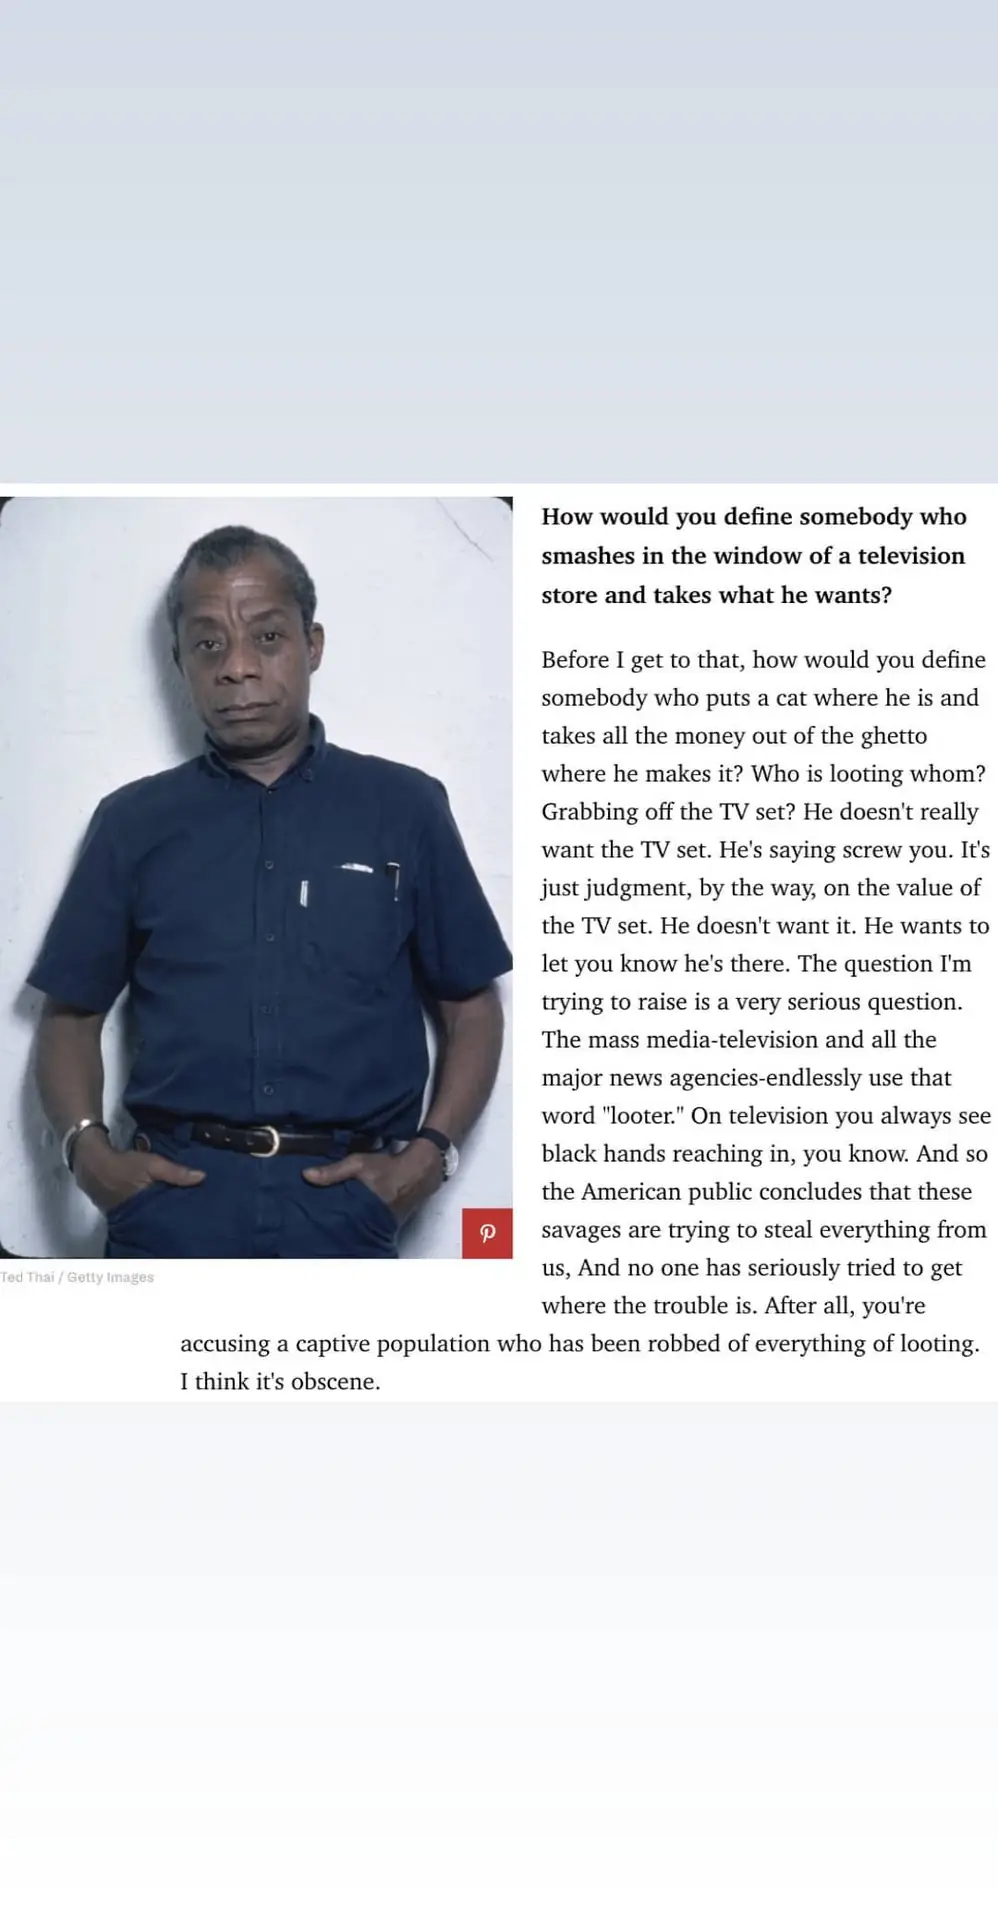 How would you define somebody who
smashes in the window of a television
store and takes what he wants?
Before I get to that, how would you define
somebody who puts a cat where he is and
takes all the money out of the ghetto
where he makes it? Who is looting whom?
Grabbing off the TV set? He doesn't really
want the TV set. He's saying screw you. It's
just judgment, by the way, on the value of
the TV set. He doesn't want it. He wants to
let you know he's there. The question I'm
trying to raise is a very serious question.
The mass media-television and all the
major news agencies-endlessly use that
word "looter." On television you always see
black hands reaching in, you know. And so
the American public concludes that these
savages are trying to steal everything from
us, And no one has seriously tried to get
where the trouble is. After all, you're
accusing a captive population who has been robbed of everything of looting.
I think it's obscene.
Ted Thai / Getty Images